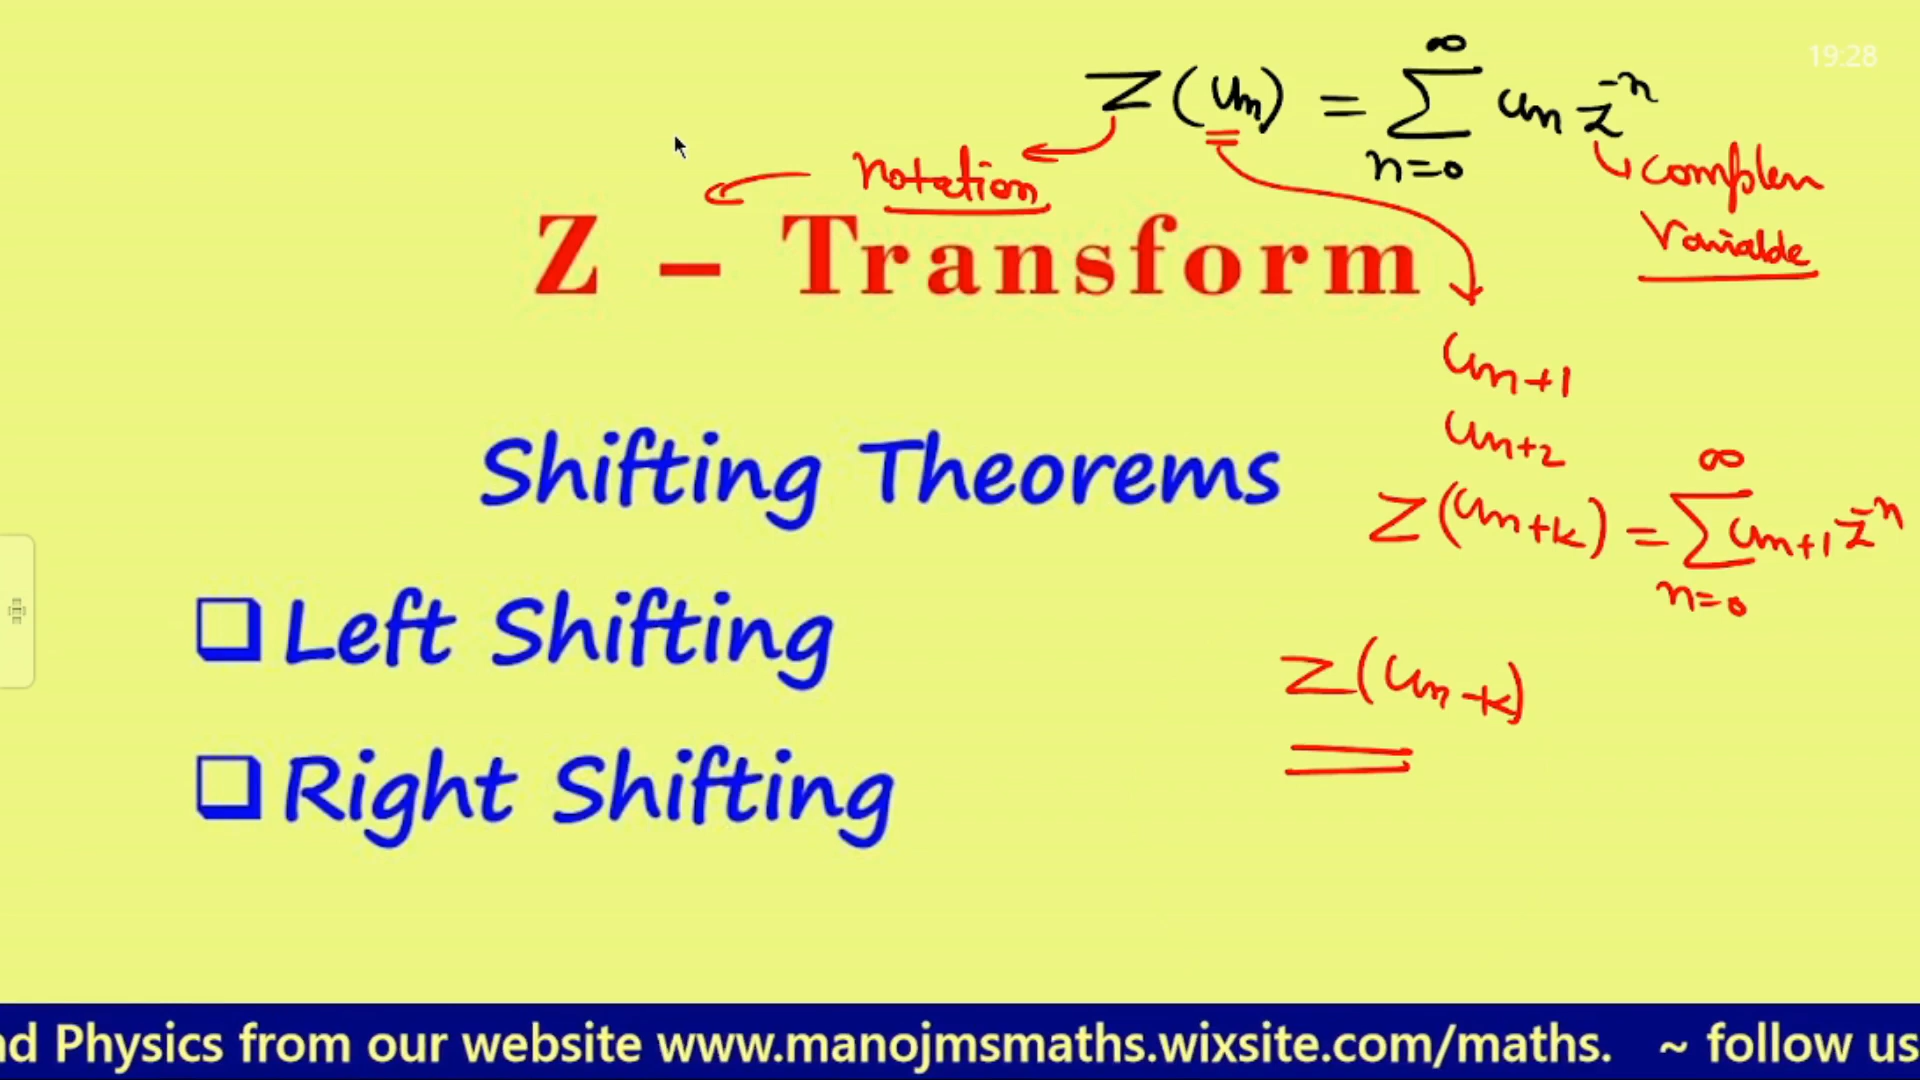 19:28
Z(un) = ∞ Σ n=0 un z^-n
notation
complex
variable
Z – Transform
un+1
un+2
Shifting Theorems
Z(un+k) = ∞ Σ n=0 un+1 z^-n
Left Shifting
Z(un-k)
Right Shifting
nd Physics from our website www.manojmsmaths.wixsite.com/maths. ~ follow us